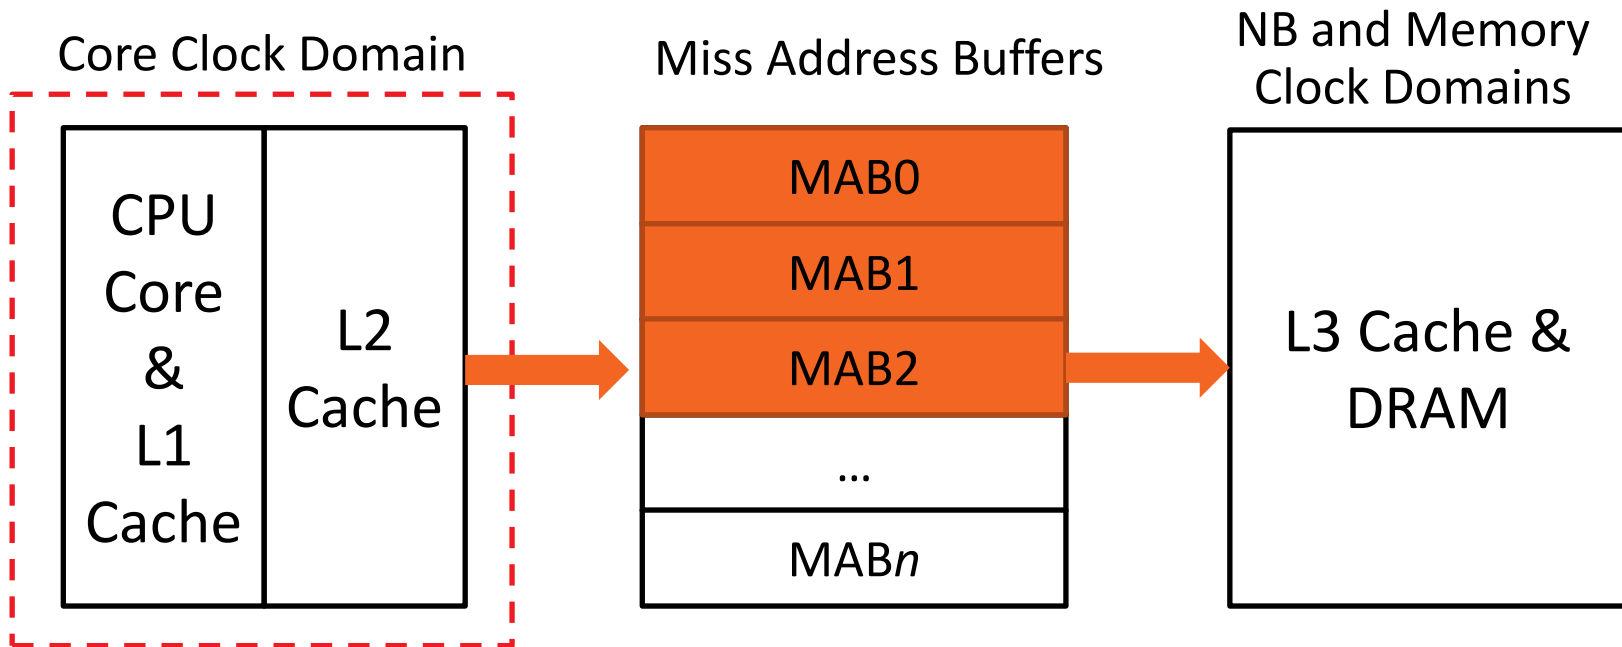 Core Clock Domain
CPU
Core
&
L1
Cache
L2
Cache
Miss Address Buffers
MAB0
MAB1
MAB2
...
MABn
NB and Memory
Clock Domains
L3 Cache &
DRAM